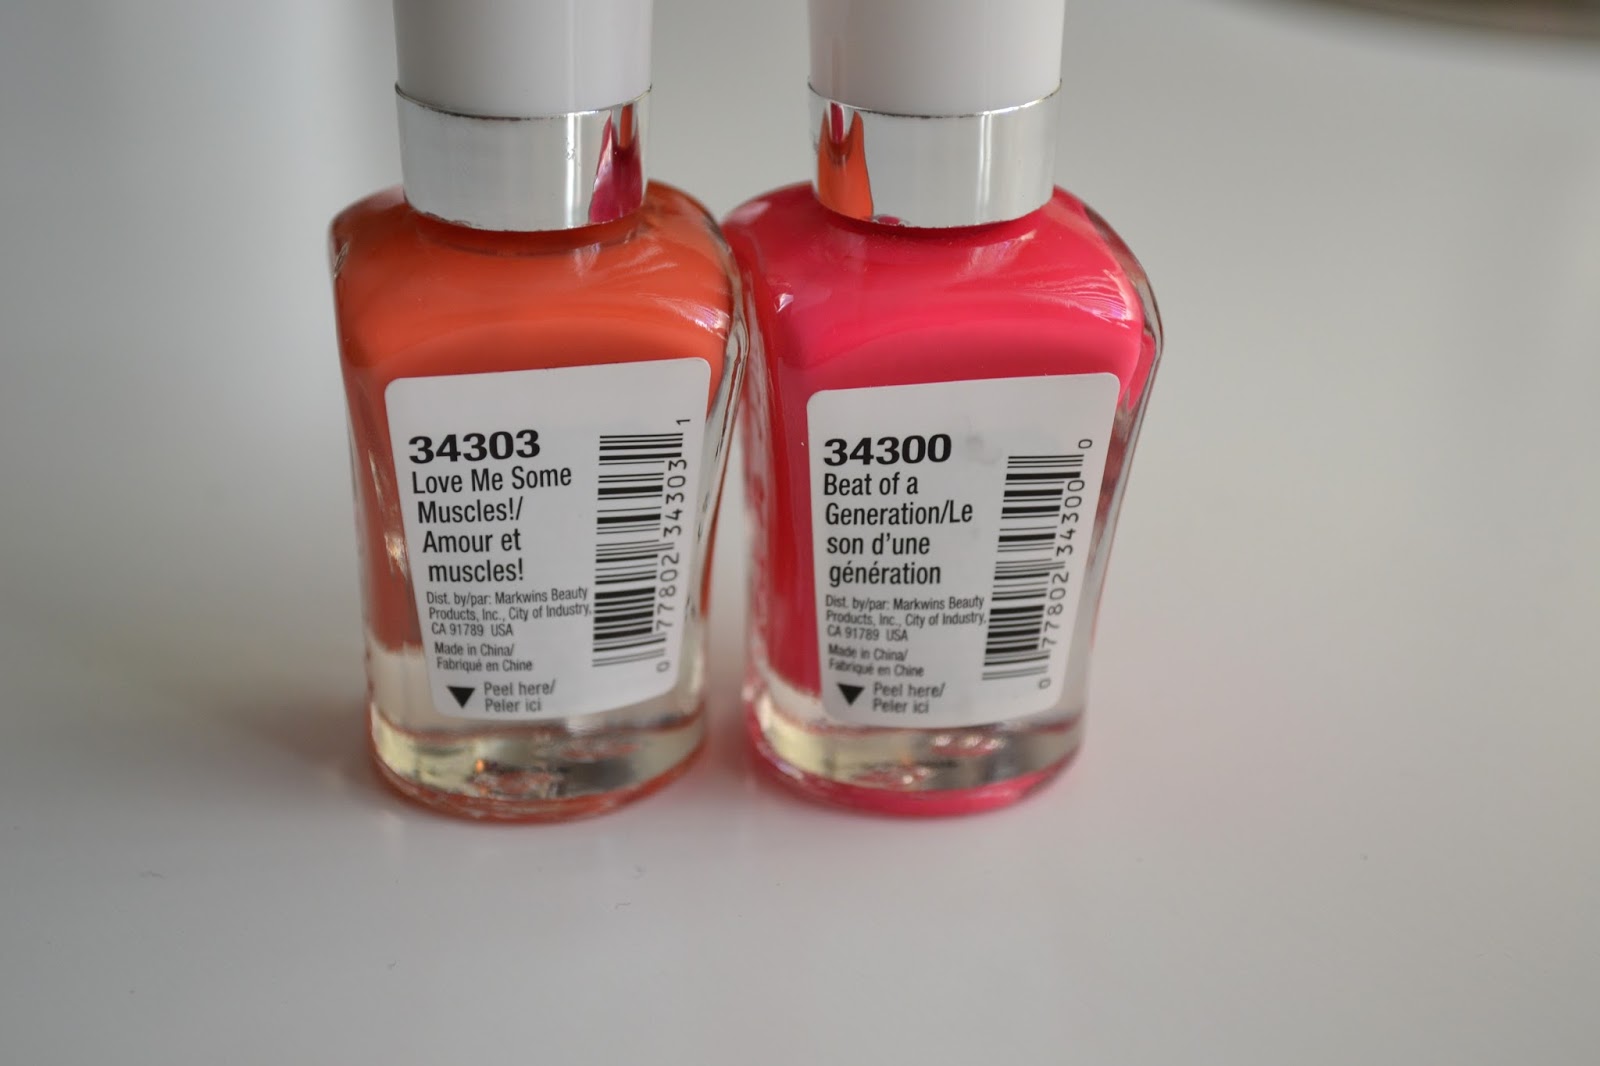 34303
Love Me Some
Muscles!/
Amour et
muscles!
Dist. by/par: Markwins Beauty
Products, Inc., City of Industry,
CA 91789 USA
Made in China/
Fabriqué en Chine
Peel here/
Peler ici
0 77802 34303 1
34300
Beat of a
Generation/Le
son d'une
génération
Dist. by/par: Markwins Beauty
Products, Inc., City of Industry,
CA 91789 USA
Made in China/
Fabriqué en Chine
Peel here/
Peler ici
0 77802 34300 0